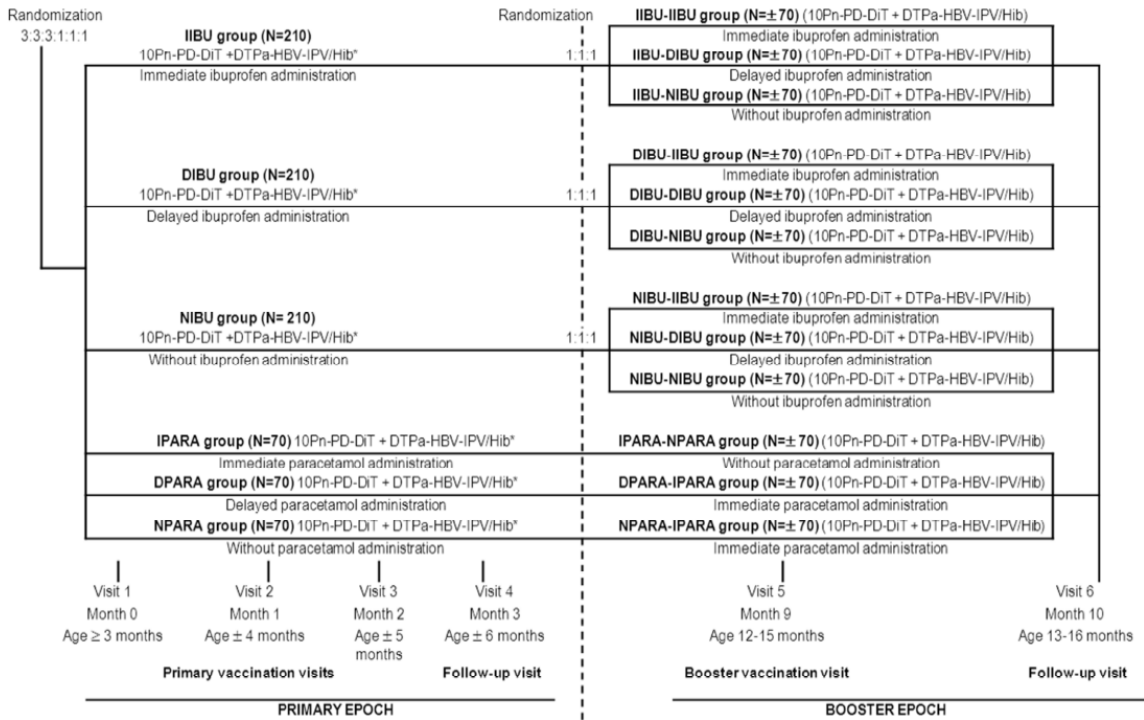 Randomization
3:3:3:1:1:1
IIBU group (N=210)
10Pn-PD-DiT +DTPa-HBV-IPV/Hib*
Immediate ibuprofen administration
DIBU group (N=210)
10Pn-PD-DiT +DTPa-HBV-IPV/Hib*
Delayed ibuprofen administration
NIBU group (N= 210)
10Pn-PD-DiT +DTPa-HBV-IPV/Hib*
Without ibuprofen administration
IPARA group (N=70) 10Pn-PD-DiT + DTPa-HBV-IPV/Hib*
Immediate paracetamol administration
DPARA group (N=70) 10Pn-PD-DiT + DTPa-HBV-IPV/Hib*
Delayed paracetamol administration
NPARA group (N=70) 10Pn-PD-DiT + DTPa-HBV-IPV/Hib*
Without paracetamol administration
Randomization
1:1:1
IIBU-IIBU group (N=±70) (10Pn-PD-DiT + DTPa-HBV-IPV/Hib)
Immediate ibuprofen administration
IIBU-DIBU group (N=±70) (10Pn-PD-DiT + DTPa-HBV-IPV/Hib)
Delayed ibuprofen administration
IIBU-NIBU group (N=±70) (10Pn-PD-DiT + DTPa-HBV-IPV/Hib)
Without ibuprofen administration
1:1:1
DIBU-IIBU group (N=±70) (10Pn-PD-DiT + DTPa-HBV-IPV/Hib)
Immediate ibuprofen administration
DIBU-DIBU group (N=±70) (10Pn-PD-DiT + DTPa-HBV-IPV/Hib)
Delayed ibuprofen administration
DIBU-NIBU group (N=±70) (10Pn-PD-DiT + DTPa-HBV-IPV/Hib)
Without ibuprofen administration
1:1:1
NIBU-IIBU group (N=±70) (10Pn-PD-DiT + DTPa-HBV-IPV/Hib)
Immediate ibuprofen administration
NIBU-DIBU group (N=±70) (10Pn-PD-DiT + DTPa-HBV-IPV/Hib)
Delayed ibuprofen administration
NIBU-NIBU group (N=±70) (10Pn-PD-DiT + DTPa-HBV-IPV/Hib)
Without ibuprofen administration
IPARA-NPARA group (N=±70) (10Pn-PD-DiT + DTPa-HBV-IPV/Hib)
Without paracetamol administration
DPARA-IPARA group (N=±70) (10Pn-PD-DiT + DTPa-HBV-IPV/Hib)
Immediate paracetamol administration
NPARA-IPARA group (N=±70) (10Pn-PD-DiT + DTPa-HBV-IPV/Hib)
Immediate paracetamol administration
Visit 1
Month 0
Age ≥ 3 months
Visit 2
Month 1
Age ± 4 months
Visit 3
Month 2
Age ± 5
months
Visit 4
Month 3
Age ± 6 months
Visit 5
Month 9
Age 12-15 months
Visit 6
Month 10
Age 13-16 months
Primary vaccination visits
Follow-up visit
Booster vaccination visit
Follow-up visit
PRIMARY EPOCH
BOOSTER EPOCH